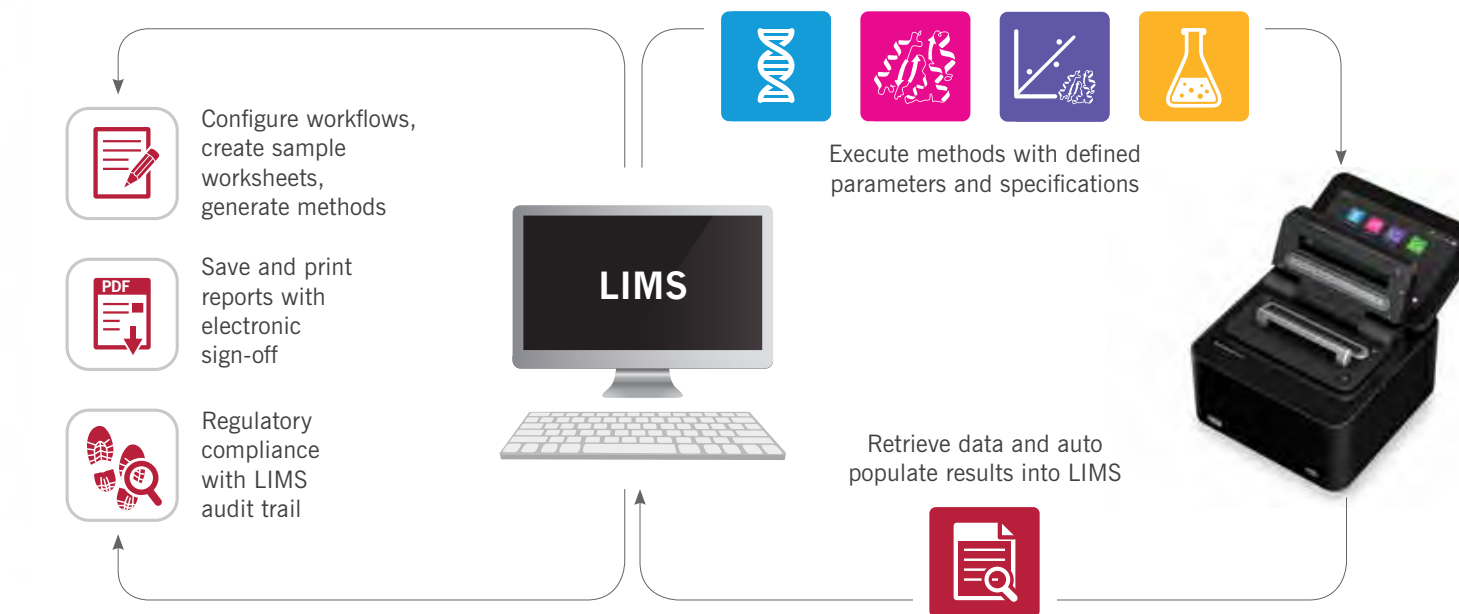 Configure workflows,
create sample
worksheets,
generate methods
PDF
Save and print
reports with
electronic
sign-off
Regulatory
compliance
with LIMS
audit trail
LIMS
Execute methods with defined
parameters and specifications
Retrieve data and auto
populate results into LIMS